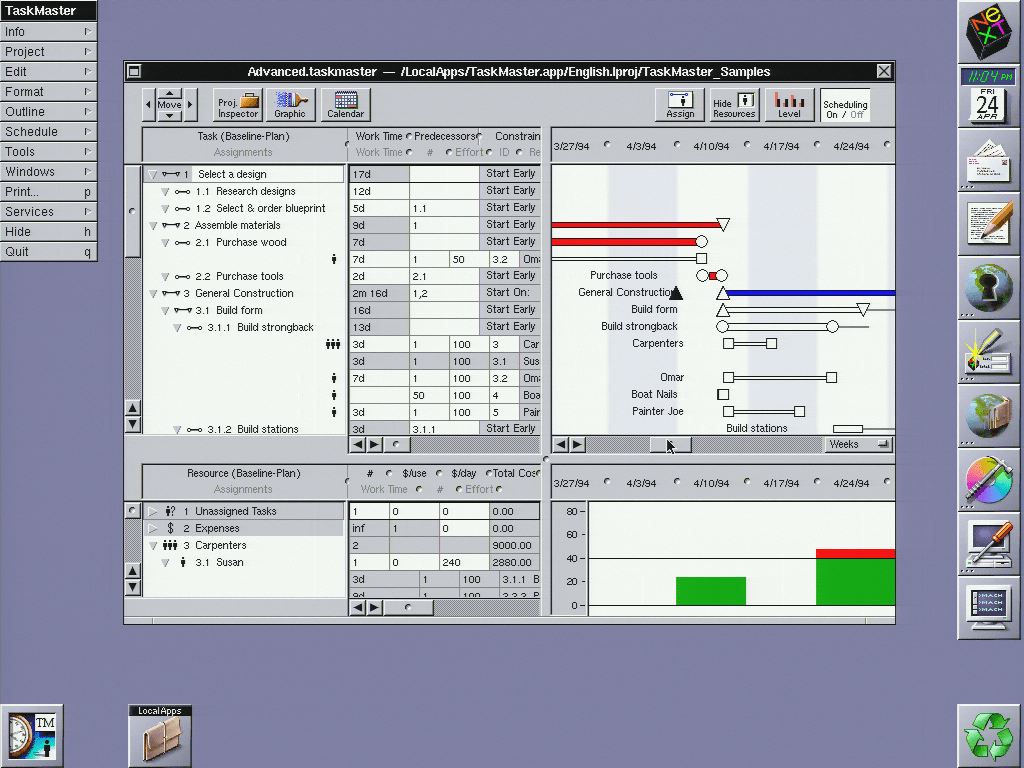 TaskMaster
Info
Project
Edit
Format
Outline
Schedule
Tools
Windows
Print... p
Services
Hide h
Quit q
Advanced.taskmaster — /LocalApps/TaskMaster.app/English.lproj/TaskMaster_Samples
Move
Proj. Inspector
Graphic
Calendar
Assign
Hide Resources
Level
Scheduling On / Off
Task (Baseline-Plan)
Assignments
Work Time Predecessors Constrain
Work Time # Effort ID Re
3/27/94 4/3/94 4/10/94 4/17/94 4/24/94
1 Select a design 17d Start Early
1.1 Research designs 12d Start Early
1.2 Select & order blueprint 5d 1.1 Start Early
2 Assemble materials 9d 1 Start Early
2.1 Purchase wood 7d Start Early
7d 1 50 3.2 Oma
2.2 Purchase tools 2d 2.1 Start Early
3 General Construction 2m 16d 1,2 Start On:
3.1 Build form 16d Start Early
3.1.1 Build strongback 13d Start Early
3d 1 100 3 Car
3d 1 100 3.1 Sus
7d 1 100 3.2 Oma
50 4 Boa
3d 1 100 5 Pain
3.1.2 Build stations 3d 3.1.1 Start Early
Purchase tools
General Construction
Build form
Build strongback
Carpenters
Omar
Boat Nails
Painter Joe
Build stations
Weeks
Resource (Baseline-Plan)
Assignments
# $/use $/day Total Cos
Work Time # Effort
3/27/94 4/3/94 4/10/94 4/17/94 4/24/94
1 Unassigned Tasks 1 0 0 0.00
$ 2 Expenses inf 1 0 0.00
3 Carpenters 2 9000.00
3.1 Susan 1 0 240 2880.00
3d 1 100 3.1.1 B
80
60
40
20
0
NeXT
11:04 PM
FRI
24
APR
MACH
MACH
MACH
TM
LocalApps